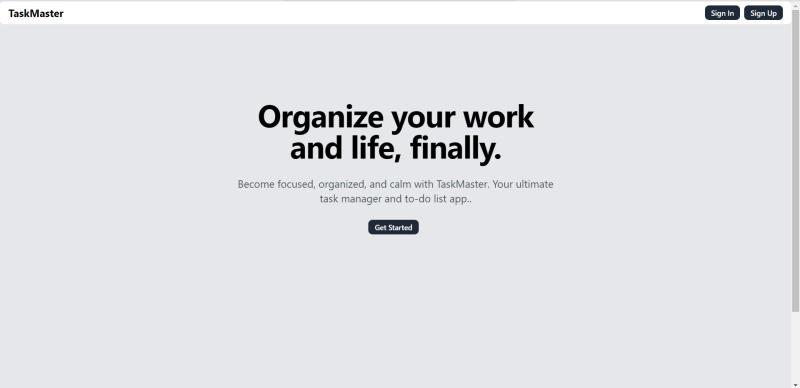 TaskMaster
Sign In
Sign Up
Organize your work
and life, finally.
Become focused, organized, and calm with TaskMaster. Your ultimate
task manager and to-do list app..
Get Started